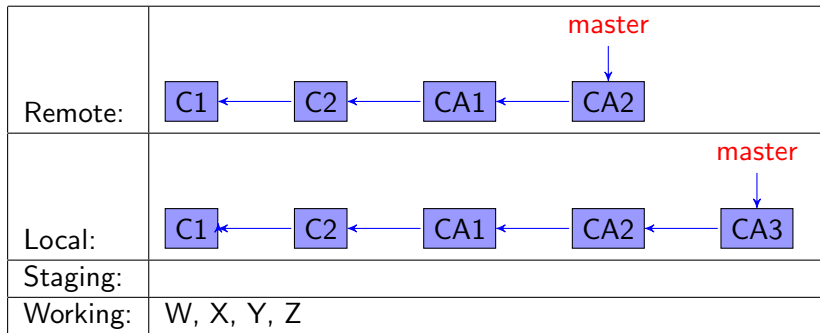 master
Remote: C1 C2 CA1 CA2
master
Local: C1 C2 CA1 CA2 CA3
Staging:
Working: W, X, Y, Z